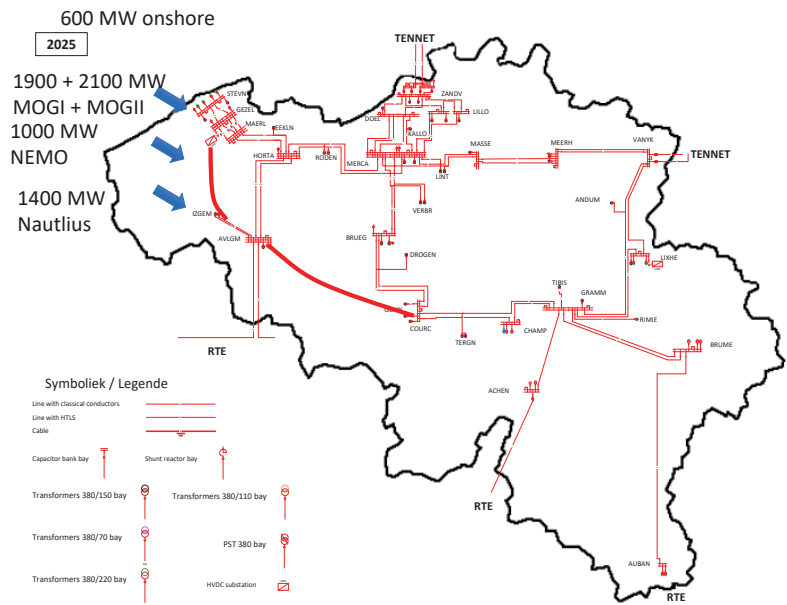 600 MW onshore
2025
TENNET
1900 + 2100 MW
MOGI + MOGII
1000 MW
NEMO
1400 MW
Nautlius
STEVN
GEZEL
MAERL
EEKLN
HORTA
RODEN
MERCA
DOEL
ZANDV
LILLO
KALLO
LINT
MASSE
MEERH
VANYK
TENNET
VERBR
ANDUM
IZGEM
AVLGM
BRUEG
DROGEN
LIXHE
TIBIS
GRAMM
RIMIE
COURC
TERGN
CHAMP
BRUME
ACHEN
RTE
RTE
AUBAN
RTE
Symboliek / Legende
Line with classical conductors
Line with HTLS
Cable
Capacitor bank bay
Shunt reactor bay
Transformers 380/150 bay
Transformers 380/110 bay
Transformers 380/70 bay
PST 380 bay
Transformers 380/220 bay
HVDC substation